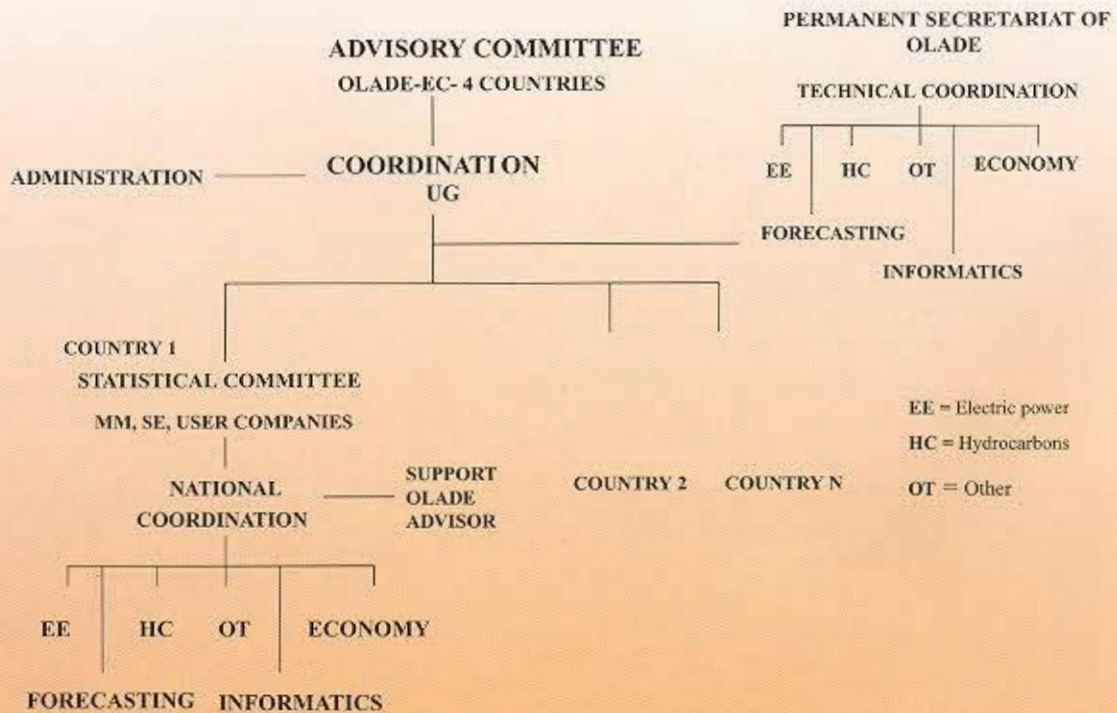 ADVISORY COMMITTEE
OLADE-EC- 4 COUNTRIES
PERMANENT SECRETARIAT OF
OLADE
TECHNICAL COORDINATION
EE
HC
OT
ECONOMY
FORECASTING
INFORMATICS
ADMINISTRATION
COORDINATION
UG
COUNTRY 1
STATISTICAL COMMITTEE
MM, SE, USER COMPANIES
NATIONAL
COORDINATION
SUPPORT
OLADE
ADVISOR
COUNTRY 2
COUNTRY N
EE = Electric power
HC = Hydrocarbons
OT = Other
EE
HC
OT
ECONOMY
FORECASTING
INFORMATICS